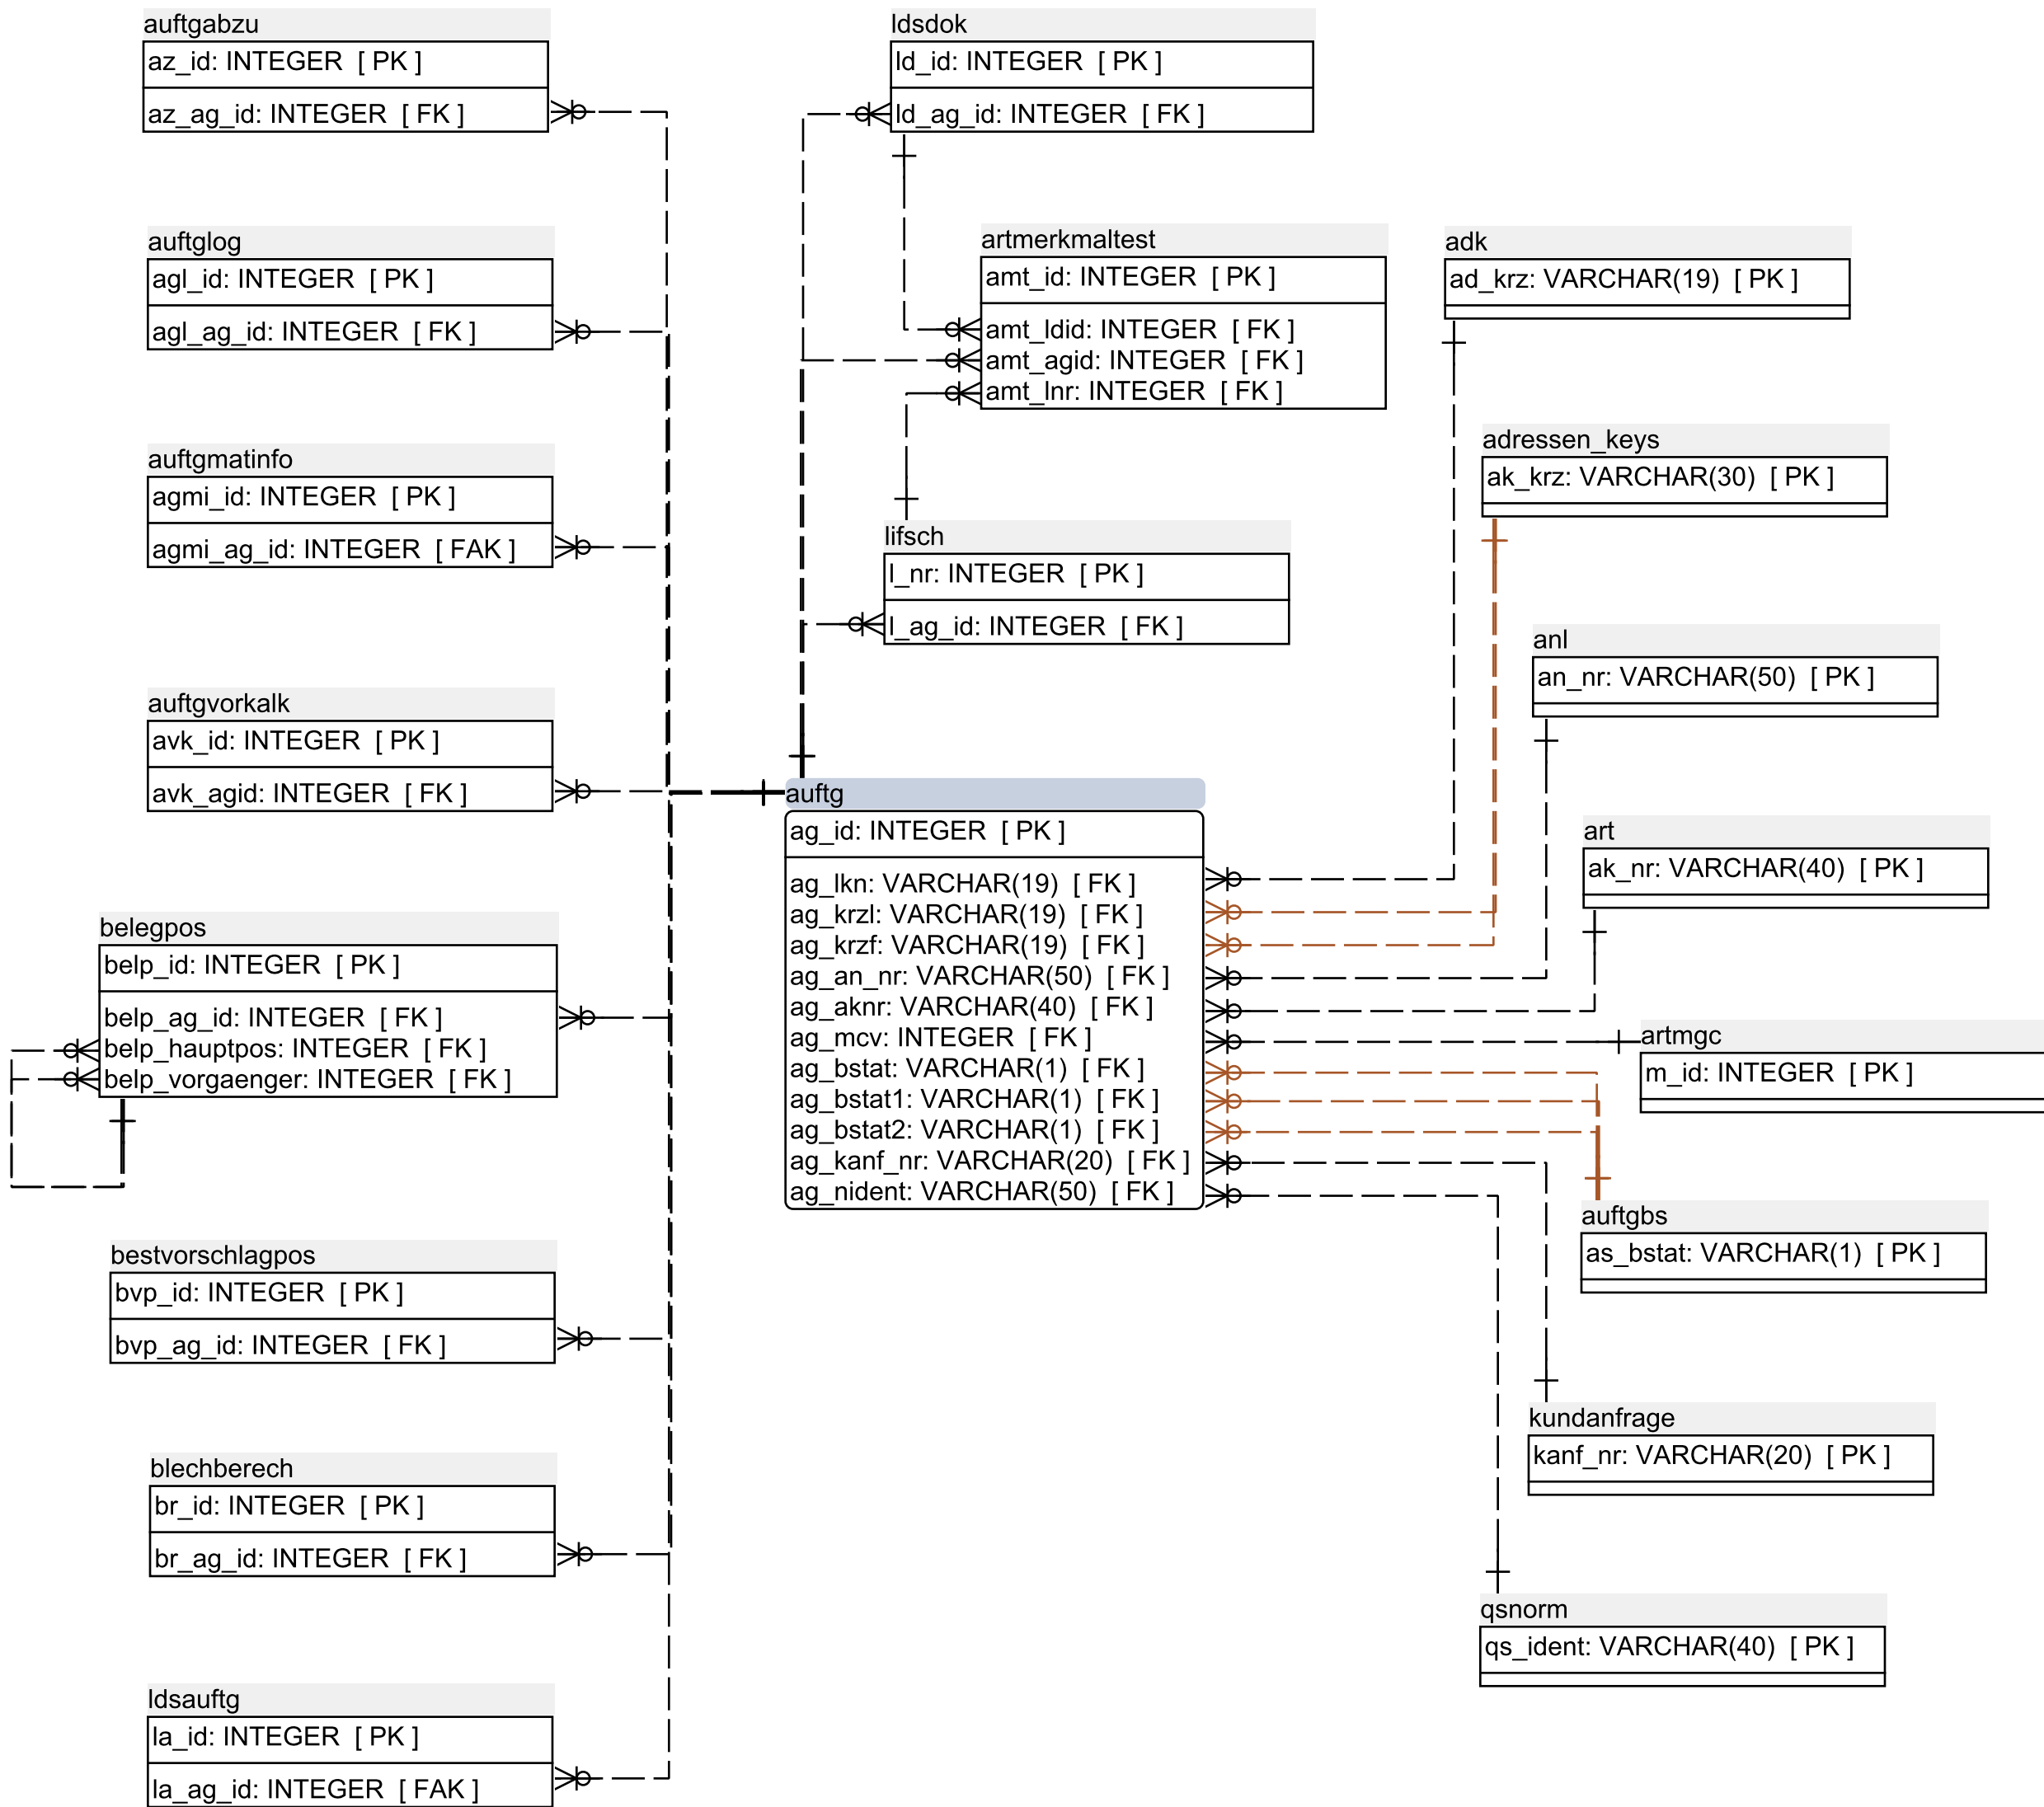 auftgabzu
az_id: INTEGER [ PK ]
az_ag_id: INTEGER [ FK ]
auftglog
agl_id: INTEGER [ PK ]
agl_ag_id: INTEGER [ FK ]
auftgmatinfo
agmi_id: INTEGER [ PK ]
agmi_ag_id: INTEGER [ FAK ]
auftgvorkalk
avk_id: INTEGER [ PK ]
avk_agid: INTEGER [ FK ]
belegpos
belp_id: INTEGER [ PK ]
belp_ag_id: INTEGER [ FK ]
belp_hauptpos: INTEGER [ FK ]
belp_vorgaenger: INTEGER [ FK ]
bestvorschlagpos
bvp_id: INTEGER [ PK ]
bvp_ag_id: INTEGER [ FK ]
blechberech
br_id: INTEGER [ PK ]
br_ag_id: INTEGER [ FK ]
ldsauftg
la_id: INTEGER [ PK ]
la_ag_id: INTEGER [ FAK ]
ldsdok
ld_id: INTEGER [ PK ]
ld_ag_id: INTEGER [ FK ]
artmerkmaltest
amt_id: INTEGER [ PK ]
amt_ldid: INTEGER [ FK ]
amt_agid: INTEGER [ FK ]
amt_lnr: INTEGER [ FK ]
lifsch
l_nr: INTEGER [ PK ]
l_ag_id: INTEGER [ FK ]
auftg
ag_id: INTEGER [ PK ]
ag_lkn: VARCHAR(19) [ FK ]
ag_krzl: VARCHAR(19) [ FK ]
ag_krzf: VARCHAR(19) [ FK ]
ag_an_nr: VARCHAR(50) [ FK ]
ag_aknr: VARCHAR(40) [ FK ]
ag_mcv: INTEGER [ FK ]
ag_bstat: VARCHAR(1) [ FK ]
ag_bstat1: VARCHAR(1) [ FK ]
ag_bstat2: VARCHAR(1) [ FK ]
ag_kanf_nr: VARCHAR(20) [ FK ]
ag_nident: VARCHAR(50) [ FK ]
adk
ad_krz: VARCHAR(19) [ PK ]
adressen_keys
ak_krz: VARCHAR(30) [ PK ]
anl
an_nr: VARCHAR(50) [ PK ]
art
ak_nr: VARCHAR(40) [ PK ]
artmgc
m_id: INTEGER [ PK ]
auftgbs
as_bstat: VARCHAR(1) [ PK ]
kundanfrage
kanf_nr: VARCHAR(20) [ PK ]
qsnorm
qs_ident: VARCHAR(40) [ PK ]